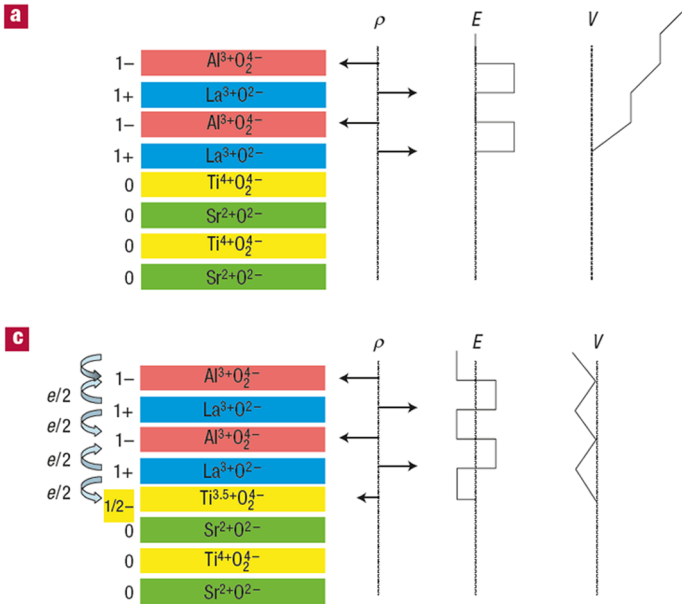 a
ρ E V
1– Al³⁺O₂⁴⁻
1+ La³⁺O²⁻
1– Al³⁺O₂⁴⁻
1+ La³⁺O²⁻
0 Ti⁴⁺O₂⁴⁻
0 Sr²⁺O²⁻
0 Ti⁴⁺O₂⁴⁻
0 Sr²⁺O²⁻
c
ρ E V
1– Al³⁺O₂⁴⁻
e/2
1+ La³⁺O²⁻
e/2
1– Al³⁺O₂⁴⁻
e/2
1+ La³⁺O²⁻
e/2
1/2– Ti³·⁵⁺O₂⁴⁻
0 Sr²⁺O²⁻
0 Ti⁴⁺O₂⁴⁻
0 Sr²⁺O²⁻